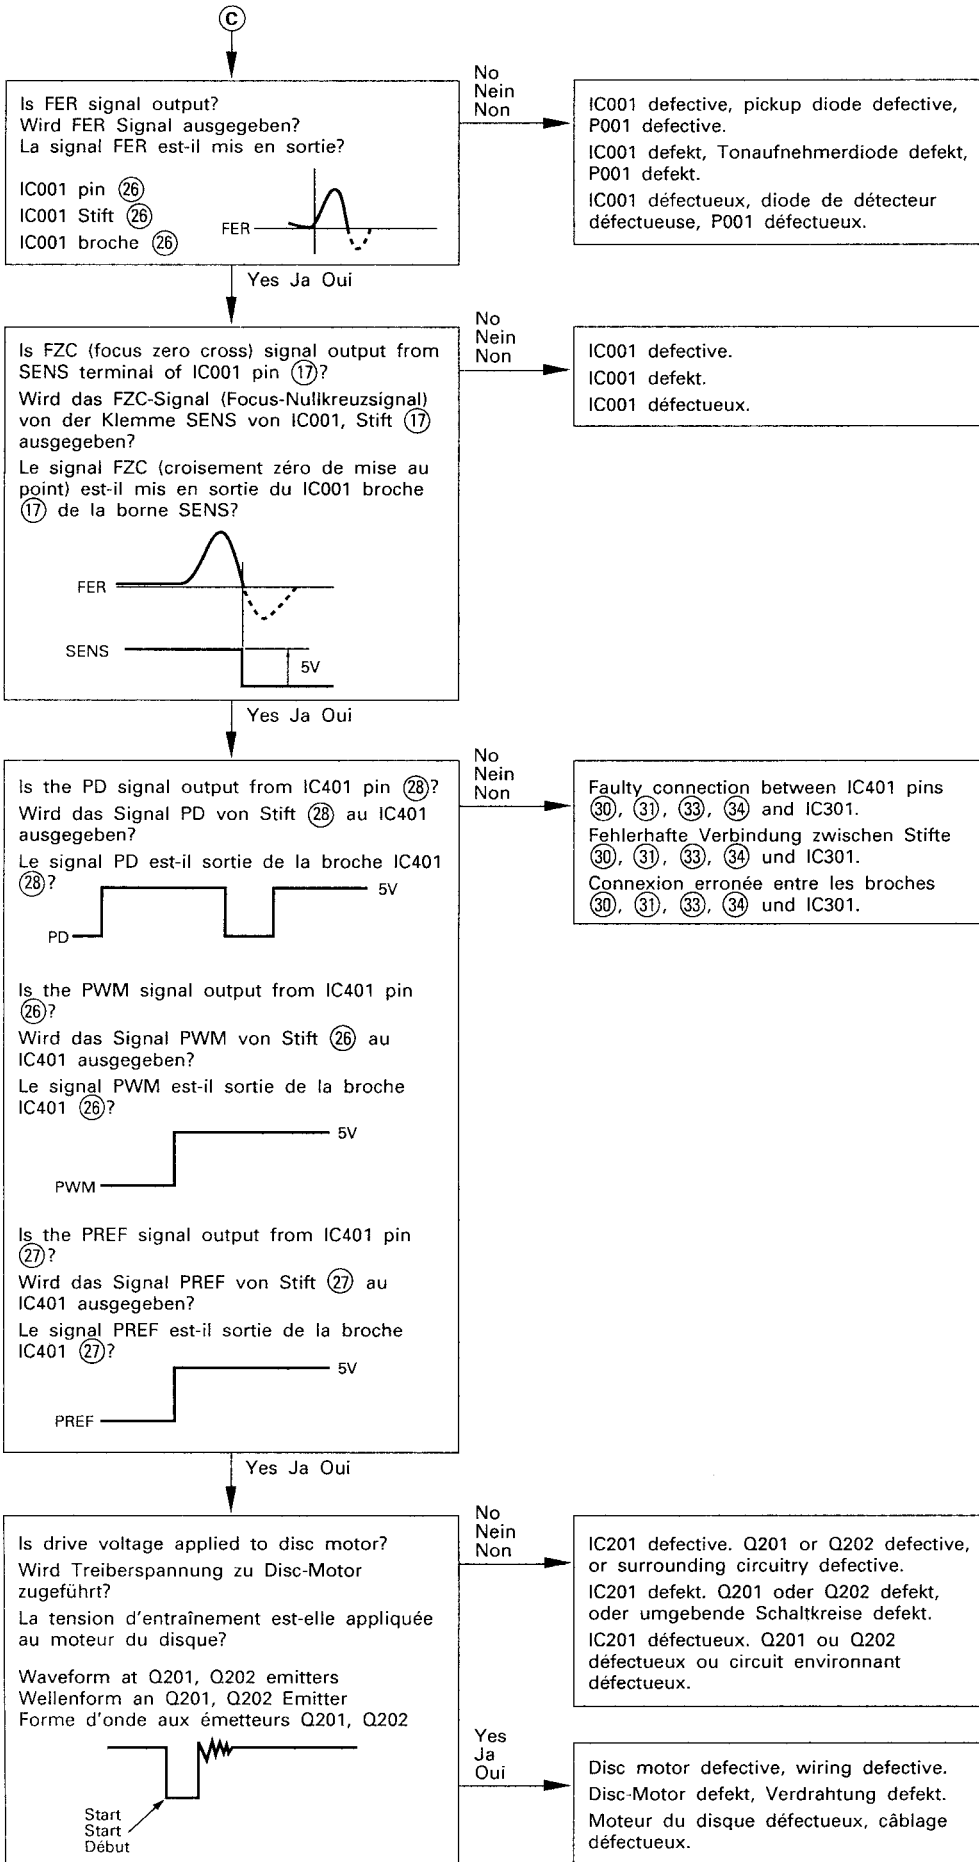 C
Is FER signal output?
Wird FER Signal ausgegeben?
La signal FER est-il mis en sortie?
IC001 pin 26
IC001 Stift 26
IC001 broche 26
FER
No
Nein
Non
IC001 defective, pickup diode defective,
P001 defective.
IC001 defekt, Tonaufnehmerdiode defekt,
P001 defekt.
IC001 défectueux, diode de détecteur
défectueuse, P001 défectueux.
Yes Ja Oui
Is FZC (focus zero cross) signal output from
SENS terminal of IC001 pin 17?
Wird das FZC-Signal (Focus-Nullkreuzsignal)
von der Klemme SENS von IC001, Stift 17
ausgegeben?
Le signal FZC (croisement zéro de mise au
point) est-il mis en sortie du IC001 broche
17 de la borne SENS?
FER
SENS
5V
No
Nein
Non
IC001 defective.
IC001 defekt.
IC001 défectueux.
Yes Ja Oui
Is the PD signal output from IC401 pin 28?
Wird das Signal PD von Stift 28 au IC401
ausgegeben?
Le signal PD est-il sortie de la broche IC401
28?
5V
PD
Is the PWM signal output from IC401 pin
26?
Wird das Signal PWM von Stift 26 au
IC401 ausgegeben?
Le signal PWM est-il sortie de la broche
IC401 26?
5V
PWM
Is the PREF signal output from IC401 pin
27?
Wird das Signal PREF von Stift 27 au
IC401 ausgegeben?
Le signal PREF est-il sortie de la broche
IC401 27?
5V
PREF
No
Nein
Non
Faulty connection between IC401 pins
30, 31, 33, 34 and IC301.
Fehlerhafte Verbindung zwischen Stifte
30, 31, 33, 34 und IC301.
Connexion erronée entre les broches
30, 31, 33, 34 und IC301.
Yes Ja Oui
Is drive voltage applied to disc motor?
Wird Treiberspannung zu Disc-Motor
zugeführt?
La tension d'entraînement est-elle appliquée
au moteur du disque?
Waveform at Q201, Q202 emitters
Wellenform an Q201, Q202 Emitter
Forme d'onde aux émetteurs Q201, Q202
Start
Start
Début
No
Nein
Non
IC201 defective. Q201 or Q202 defective,
or surrounding circuitry defective.
IC201 defekt. Q201 oder Q202 defekt,
oder umgebende Schaltkreise defekt.
IC201 défectueux. Q201 ou Q202
défectueux ou circuit environnant
défectueux.
Yes
Ja
Oui
Disc motor defective, wiring defective.
Disc-Motor defekt, Verdrahtung defekt.
Moteur du disque défectueux, câblage
défectueux.